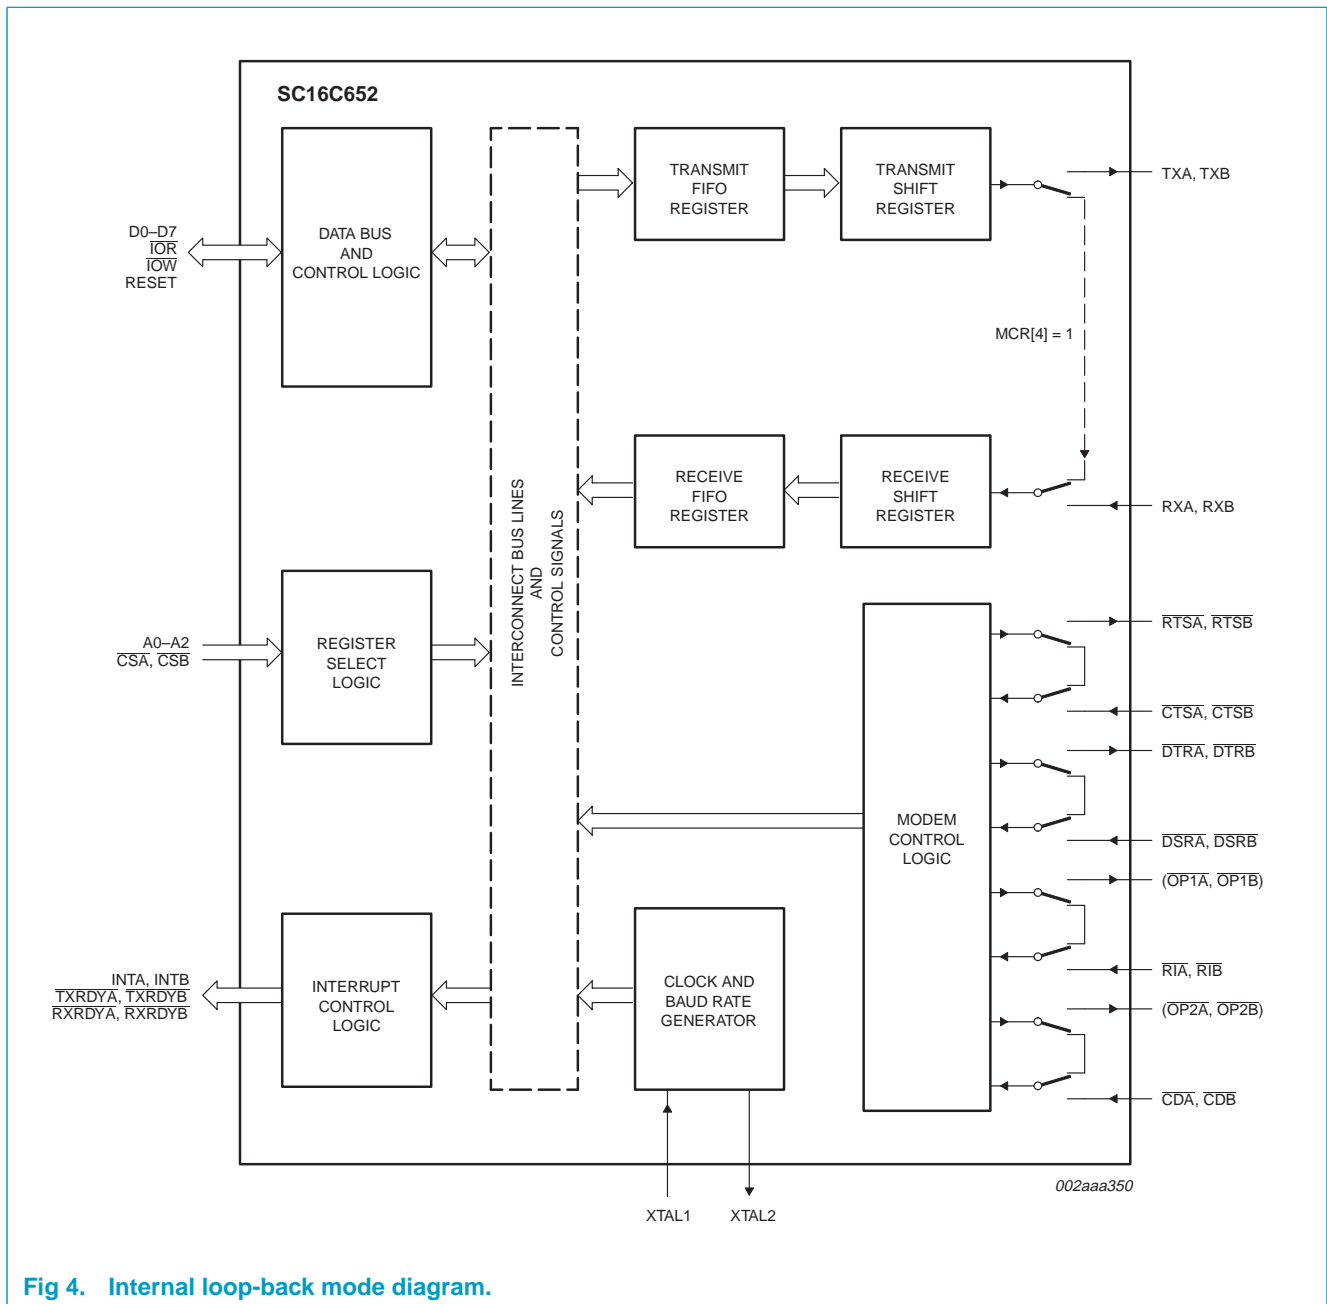 SC16C652
D0–D7
IOR
IOW
RESET
DATA BUS
AND
CONTROL LOGIC
A0–A2
CSA, CSB
REGISTER
SELECT
LOGIC
INTA, INTB
TXRDYA, TXRDYB
RXRDYA, RXRDYB
INTERRUPT
CONTROL
LOGIC
INTERCONNECT BUS LINES
AND
CONTROL SIGNALS
TRANSMIT
FIFO
REGISTER
TRANSMIT
SHIFT
REGISTER
TXA, TXB
MCR[4] = 1
RECEIVE
FIFO
REGISTER
RECEIVE
SHIFT
REGISTER
RXA, RXB
MODEM
CONTROL
LOGIC
RTSA, RTSB
CTSA, CTSB
DTRA, DTRB
DSRA, DSRB
(OP1A, OP1B)
RIA, RIB
(OP2A, OP2B)
CDA, CDB
CLOCK AND
BAUD RATE
GENERATOR
XTAL1
XTAL2
002aaa350
Fig 4. Internal loop-back mode diagram.